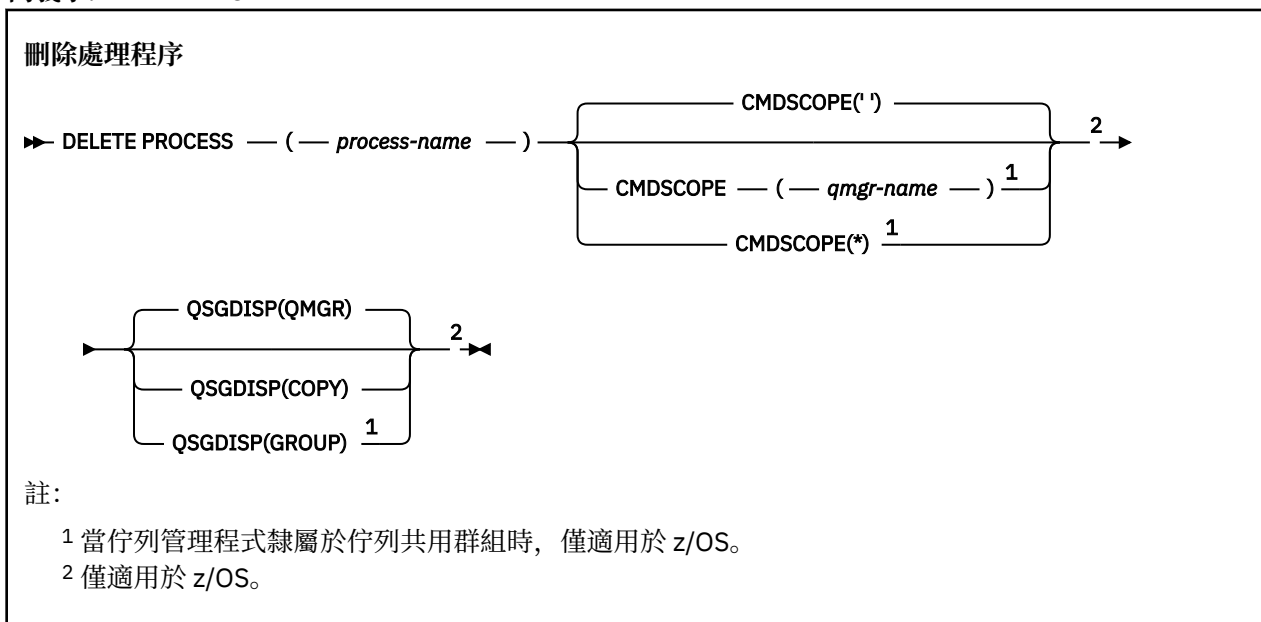 刪除處理程序
CMDSCOPE(' ')
DELETE PROCESS ( process-name ) 2
CMDSCOPE ( qmgr-name ) 1
CMDSCOPE(*) 1
QSGDISP(QMGR)
2
QSGDISP(COPY)
QSGDISP(GROUP) 1
註:
1 當佇列管理程式隸屬於佇列共用群組時，僅適用於 z/OS。
2 僅適用於 z/OS。